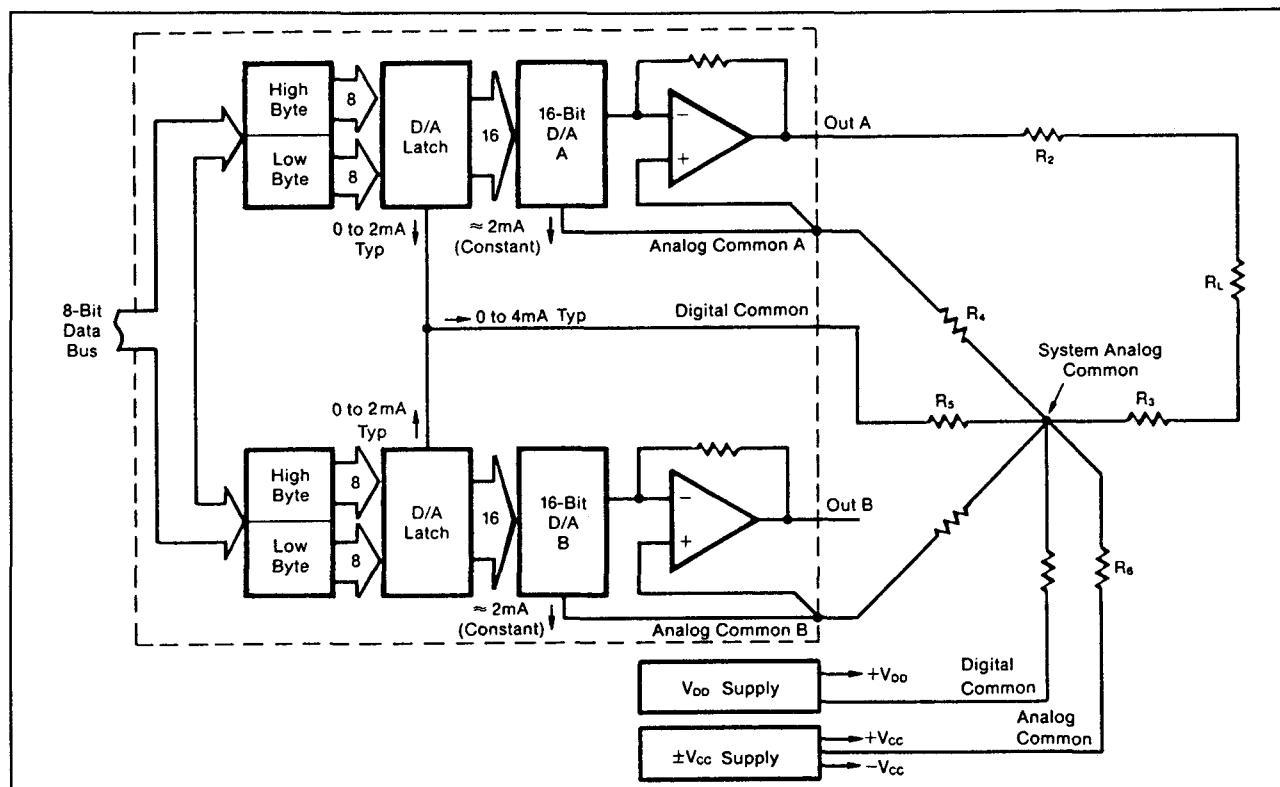 High
Byte
Low
Byte
8
8
D/A
Latch
16
16-Bit
D/A
A
−
+
Out A
R₂
0 to 2mA
Typ
≈ 2mA
(Constant)
Analog Common A
R_L
8-Bit
Data
Bus
0 to 4mA Typ
Digital Common
R₄
System Analog
Common
R₅
R₃
0 to 2mA
Typ
High
Byte
Low
Byte
8
8
D/A
Latch
16
16-Bit
D/A
B
−
+
Out B
R₆
≈ 2mA
(Constant)
Analog Common B
V_DD Supply
+V_DD
Digital
Common
±V_CC Supply
+V_CC
−V_CC
Analog
Common